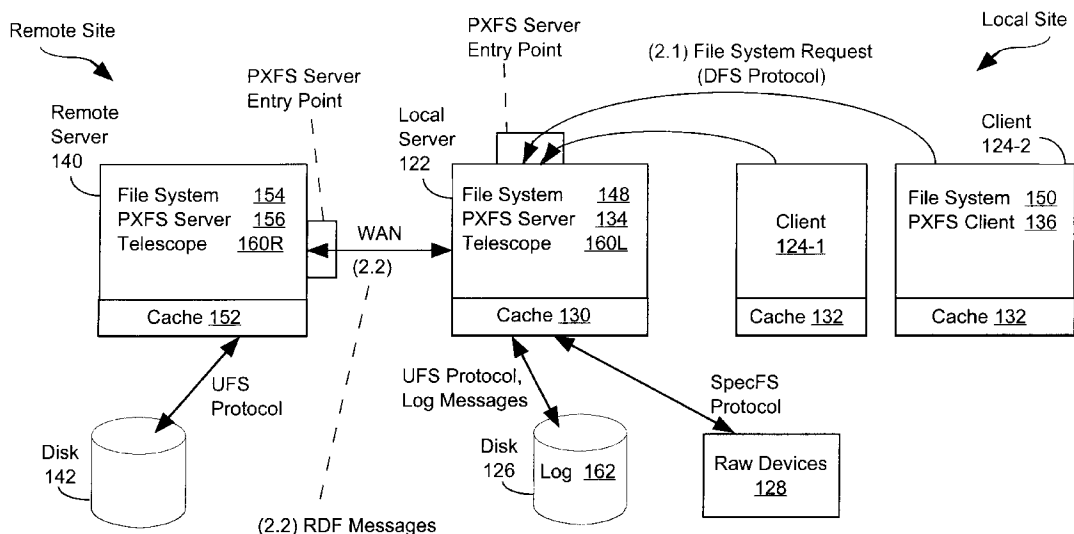 Remote Site
PXFS Server
Entry Point
PXFS Server
Entry Point
(2.1) File System Request
(DFS Protocol)
Local Site
Remote
Server
140
Local
Server
122
Client
124-2
File System 154
PXFS Server 156
Telescope 160R
Cache 152
WAN
(2.2)
File System 148
PXFS Server 134
Telescope 160L
Cache 130
Client
124-1
Cache 132
File System 150
PXFS Client 136
Cache 132
UFS
Protocol
UFS Protocol,
Log Messages
SpecFS
Protocol
Disk
142
Disk
126
Log 162
Raw Devices
128
(2.2) RDF Messages